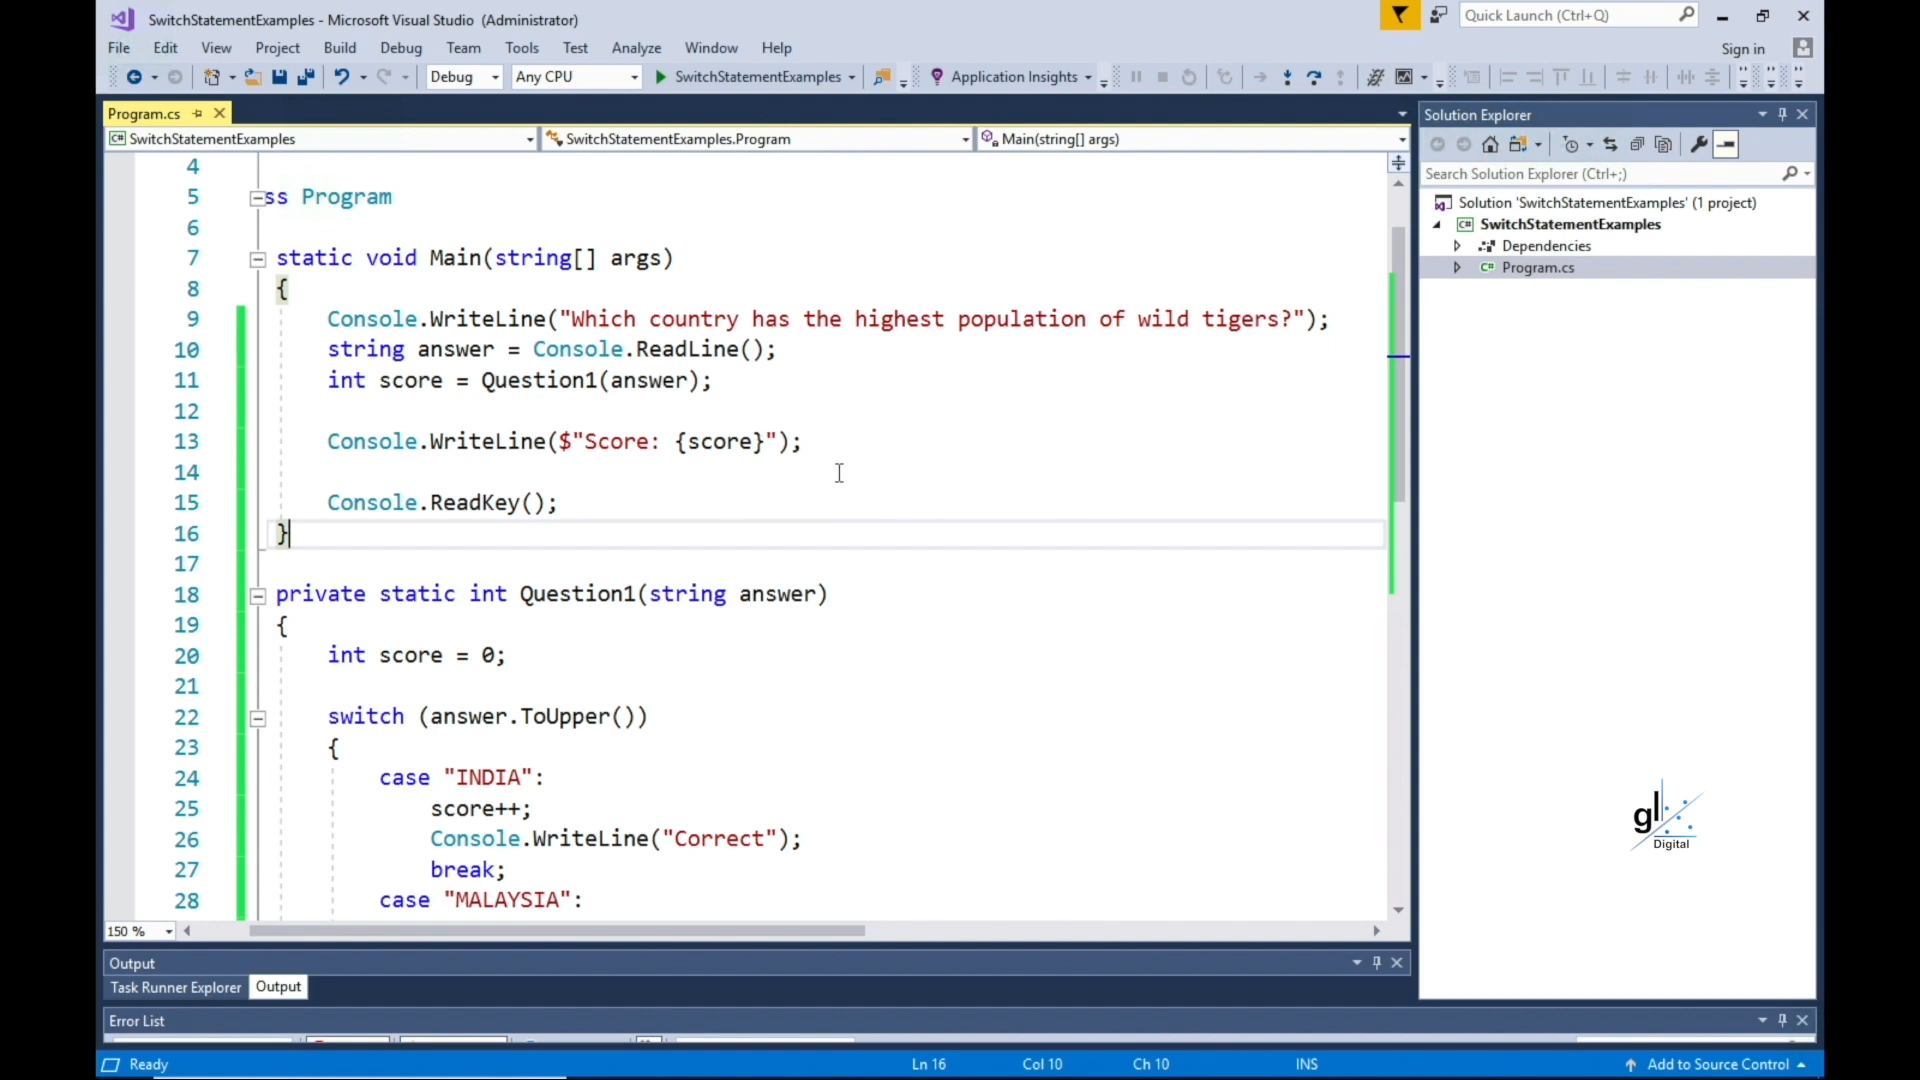 SwitchStatementExamples - Microsoft Visual Studio (Administrator)
Quick Launch (Ctrl+Q)
File Edit View Project Build Debug Team Tools Test Analyze Window Help
Sign in
Debug Any CPU SwitchStatementExamples Application Insights
Program.cs
Solution Explorer
SwitchStatementExamples SwitchStatementExamples.Program Main(string[] args)
Search Solution Explorer (Ctrl+;)
Solution 'SwitchStatementExamples' (1 project)
SwitchStatementExamples
Dependencies
Program.cs
4
5 ss Program
6
7 static void Main(string[] args)
8 {
9 Console.WriteLine("Which country has the highest population of wild tigers?");
10 string answer = Console.ReadLine();
11 int score = Question1(answer);
12
13 Console.WriteLine($"Score: {score}");
14
15 Console.ReadKey();
16 }
17
18 private static int Question1(string answer)
19 {
20 int score = 0;
21
22 switch (answer.ToUpper())
23 {
24 case "INDIA":
25 score++;
26 Console.WriteLine("Correct");
27 break;
28 case "MALAYSIA":
gl
Digital
150 %
Output
Task Runner Explorer Output
Error List
Ready Ln 16 Col 10 Ch 10 INS Add to Source Control